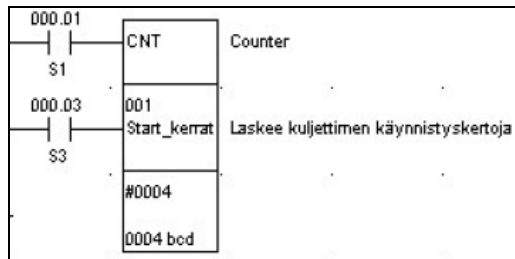 000.01
CNT Counter
S1
000.03 001
Start_kerrat Laskee kuljettimen käynnistyskertoja
S3
#0004
0004 bcd